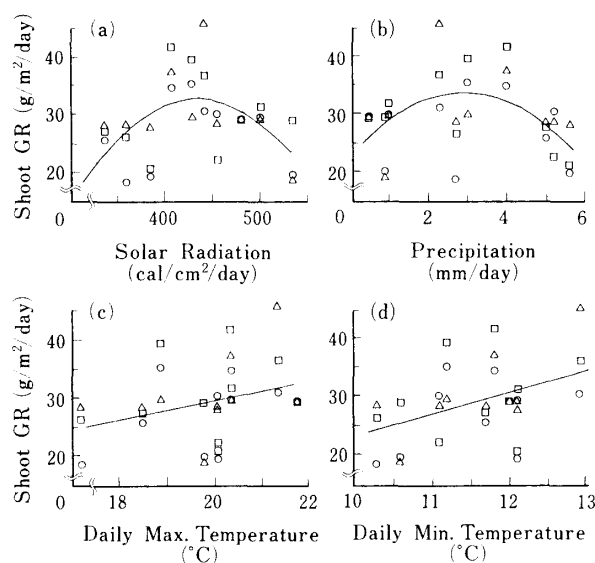 (a)
(b)
Shoot GR (g/m²/day)
40
30
20
0
400
500
0
2
4
6
Solar Radiation
(cal/cm²/day)
Precipitation
(mm/day)
(c)
(d)
Shoot GR (g/m²/day)
40
30
20
0
18
20
22
10
11
12
13
Daily Max. Temperature
(°C)
Daily Min. Temperature
(°C)